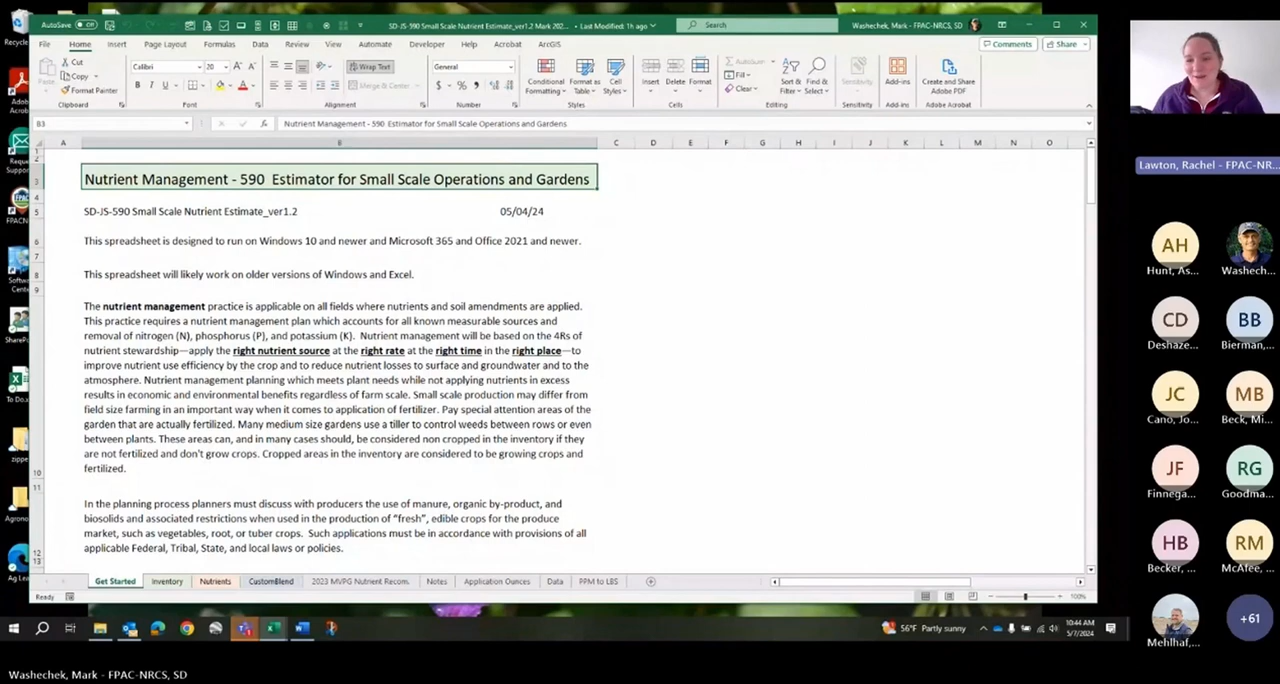 AutoSave Off
SD-JS-590 Small Scale Nutrient Estimate_ver1.2 Mark 202... • Last Modified: 1h ago
Search
Washechek, Mark - FPAC-NRCS, SD
File Home Insert Page Layout Formulas Data Review View Automate Developer Help Acrobat ArcGIS
Comments Share
Paste
Cut
Copy
Format Painter
Clipboard
Calibri 20
B I U
Font
Wrap Text
Merge & Center
Alignment
General
Number
Conditional Formatting
Format as Table
Cell Styles
Styles
Insert Delete Format
Cells
AutoSum
Fill
Clear
Sort & Filter
Find & Select
Editing
Sensitivity
Sensitivity
Add-ins
Add-ins
Create and Share Adobe PDF
Adobe Acrobat
B3
Nutrient Management - 590 Estimator for Small Scale Operations and Gardens
A B C D E F G H I J K L M N O
Nutrient Management - 590 Estimator for Small Scale Operations and Gardens
SD-JS-590 Small Scale Nutrient Estimate_ver1.2 05/04/24
This spreadsheet is designed to run on Windows 10 and newer and Microsoft 365 and Office 2021 and newer.
This spreadsheet will likely work on older versions of Windows and Excel.
The nutrient management practice is applicable on all fields where nutrients and soil amendments are applied.
This practice requires a nutrient management plan which accounts for all known measurable sources and
removal of nitrogen (N), phosphorus (P), and potassium (K). Nutrient management will be based on the 4Rs of
nutrient stewardship—apply the right nutrient source at the right rate at the right time in the right place—to
improve nutrient use efficiency by the crop and to reduce nutrient losses to surface and groundwater and to the
atmosphere. Nutrient management planning which meets plant needs while not applying nutrients in excess
results in economic and environmental benefits regardless of farm scale. Small scale production may differ from
field size farming in an important way when it comes to application of fertilizer. Pay special attention areas of the
garden that are actually fertilized. Many medium size gardens use a tiller to control weeds between rows or even
between plants. These areas can, and in many cases should, be considered non cropped in the inventory if they
are not fertilized and don't grow crops. Cropped areas in the inventory are considered to be growing crops and
fertilized.
In the planning process planners must discuss with producers the use of manure, organic by-product, and
biosolids and associated restrictions when used in the production of "fresh", edible crops for the produce
market, such as vegetables, root, or tuber crops. Such applications must be in accordance with provisions of all
applicable Federal, Tribal, State, and local laws or policies.
Get Started Inventory Nutrients CustomBlend 2023 MVPG Nutrient Recom. Notes Application Ounces Data PPM to LBS
Ready
100%
56°F Partly sunny
10:44 AM
5/7/2024
Washechek, Mark - FPAC-NRCS, SD
Lawton, Rachel - FPAC-NR...
AH
Hunt, As...
Washech...
CD
Deshaze...
BB
Bierman,...
JC
Cano, Jo...
MB
Beck, Mi...
JF
Finnega...
RG
Goodma...
HB
Becker, ...
RM
McAfee, ...
Mehlhaf,...
+61